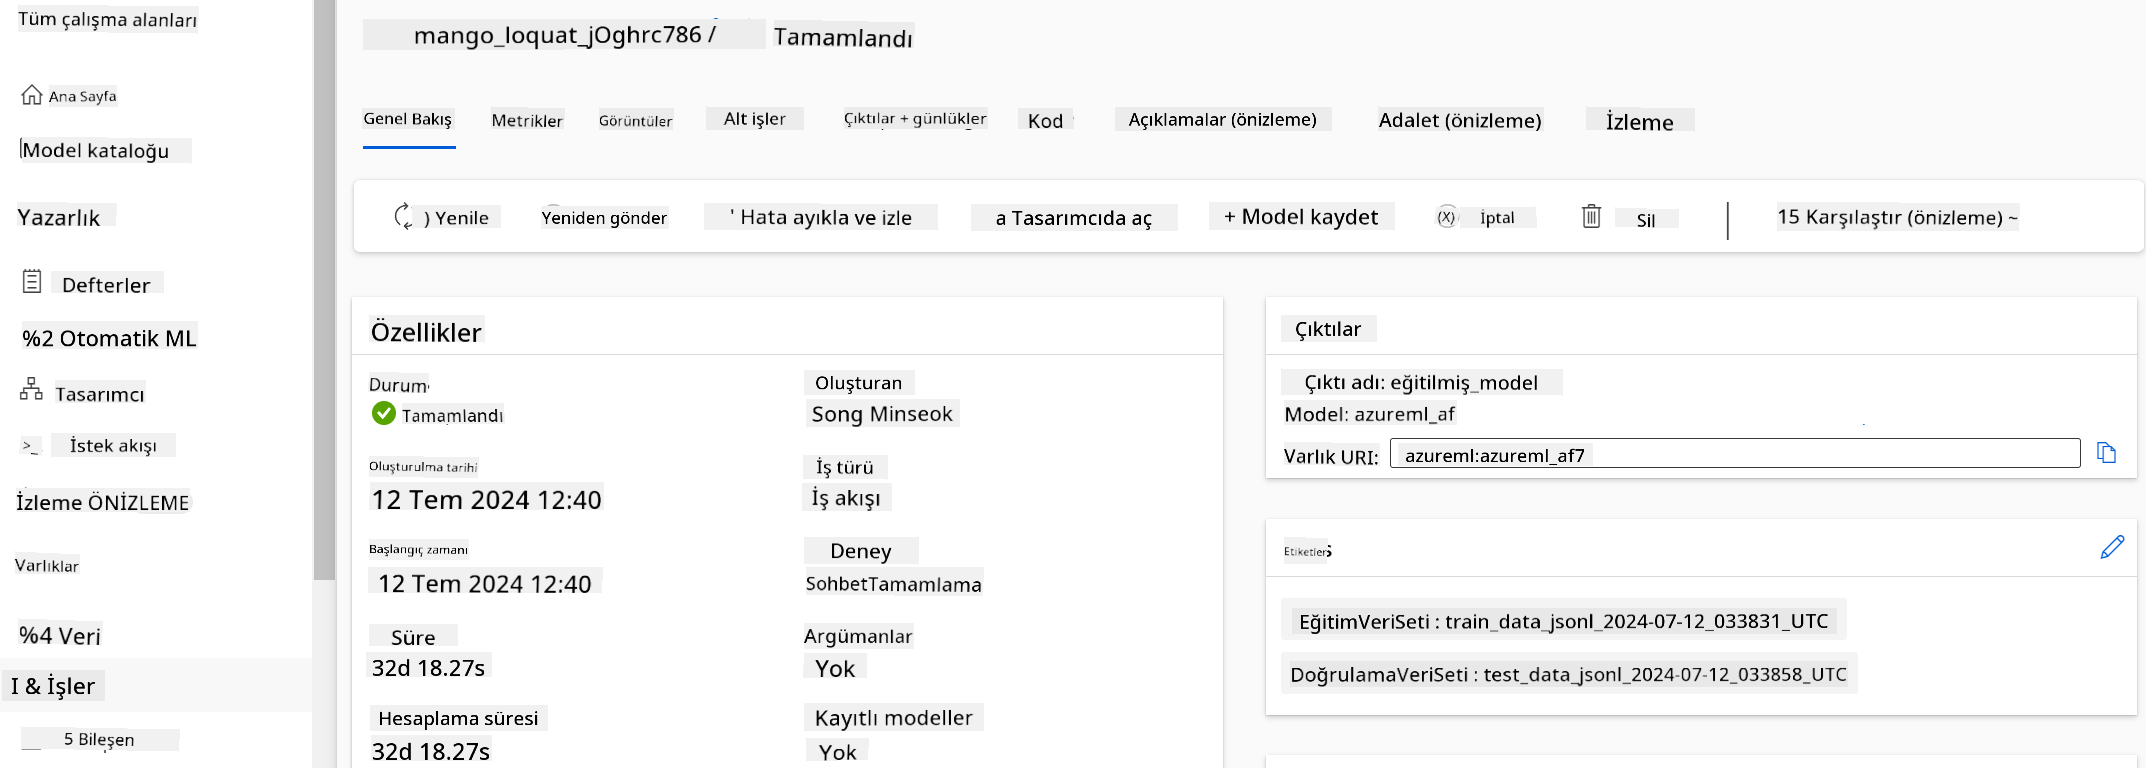 Tüm çalışma alanları
Ana Sayfa
Model kataloğu
Yazarlık
Defterler
%2 Otomatik ML
Tasarımcı
>_ İstek akışı
İzleme ÖNİZLEME
Varlıklar
%4 Veri
I & İşler
5 Bileşen
mango_loquat_jOghrc786 / Tamamlandı
Genel Bakış Metrikler Görüntüler Alt işler Çıktılar + günlükler Kod Açıklamalar (önizleme) Adalet (önizleme) İzleme
) Yenile Yeniden gönder ' Hata ayıkla ve izle a Tasarımcıda aç + Model kaydet (X) İptal Sil 15 Karşılaştır (önizleme) ~
Özellikler
Durum
Tamamlandı
Oluşturulma tarihi
12 Tem 2024 12:40
Başlangıç zamanı
12 Tem 2024 12:40
Süre
32d 18.27s
Hesaplama süresi
32d 18.27s
Oluşturan
Song Minseok
İş türü
İş akışı
Deney
SohbetTamamlama
Argümanlar
Yok
Kayıtlı modeller
Yok
Çıktılar
Çıktı adı: eğitilmiş_model
Model: azureml_af
Varlık URI: azureml:azureml_af7
Etiketler
EğitimVeriSeti : train_data_jsonl_2024-07-12_033831_UTC
DoğrulamaVeriSeti : test_data_jsonl_2024-07-12_033858_UTC